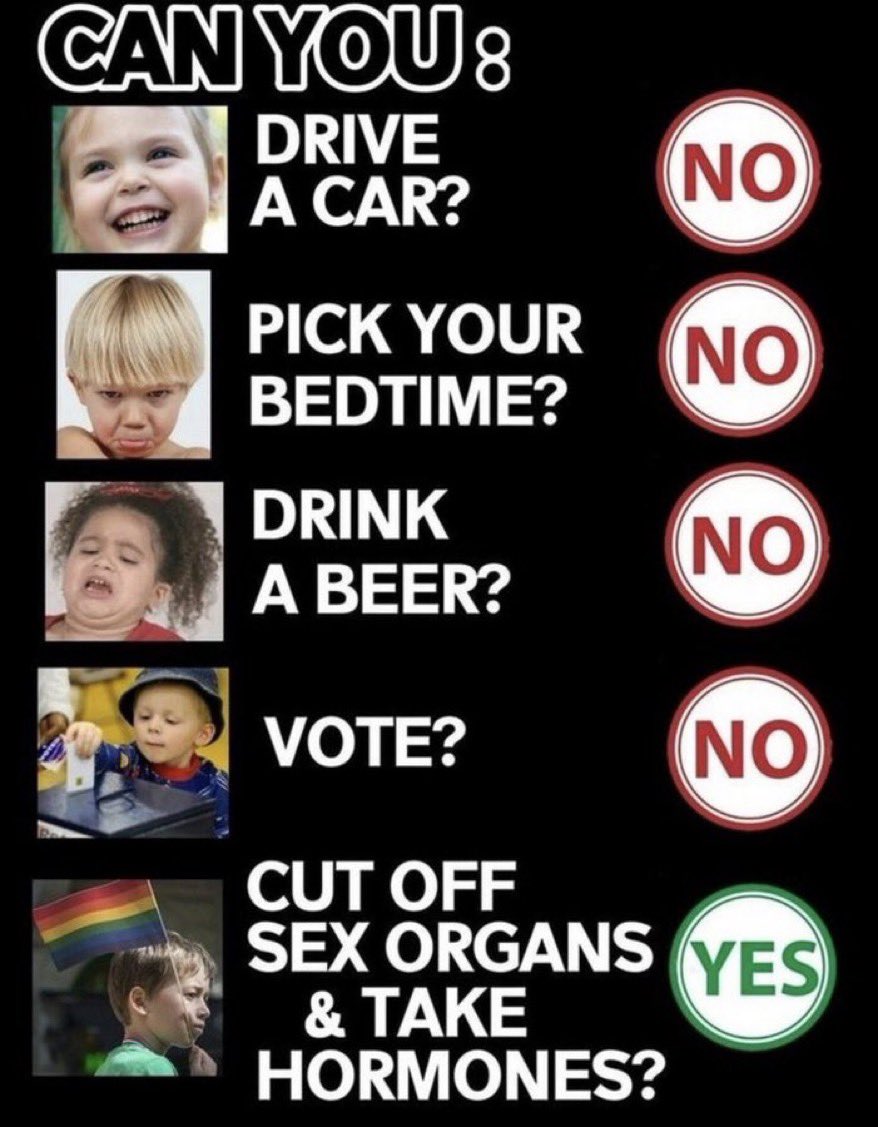 CAN YOU:
DRIVE
A CAR?
NO
PICK YOUR
BEDTIME?
NO
DRINK
A BEER?
NO
VOTE?
NO
CUT OFF
SEX ORGANS
& TAKE
HORMONES?
YES